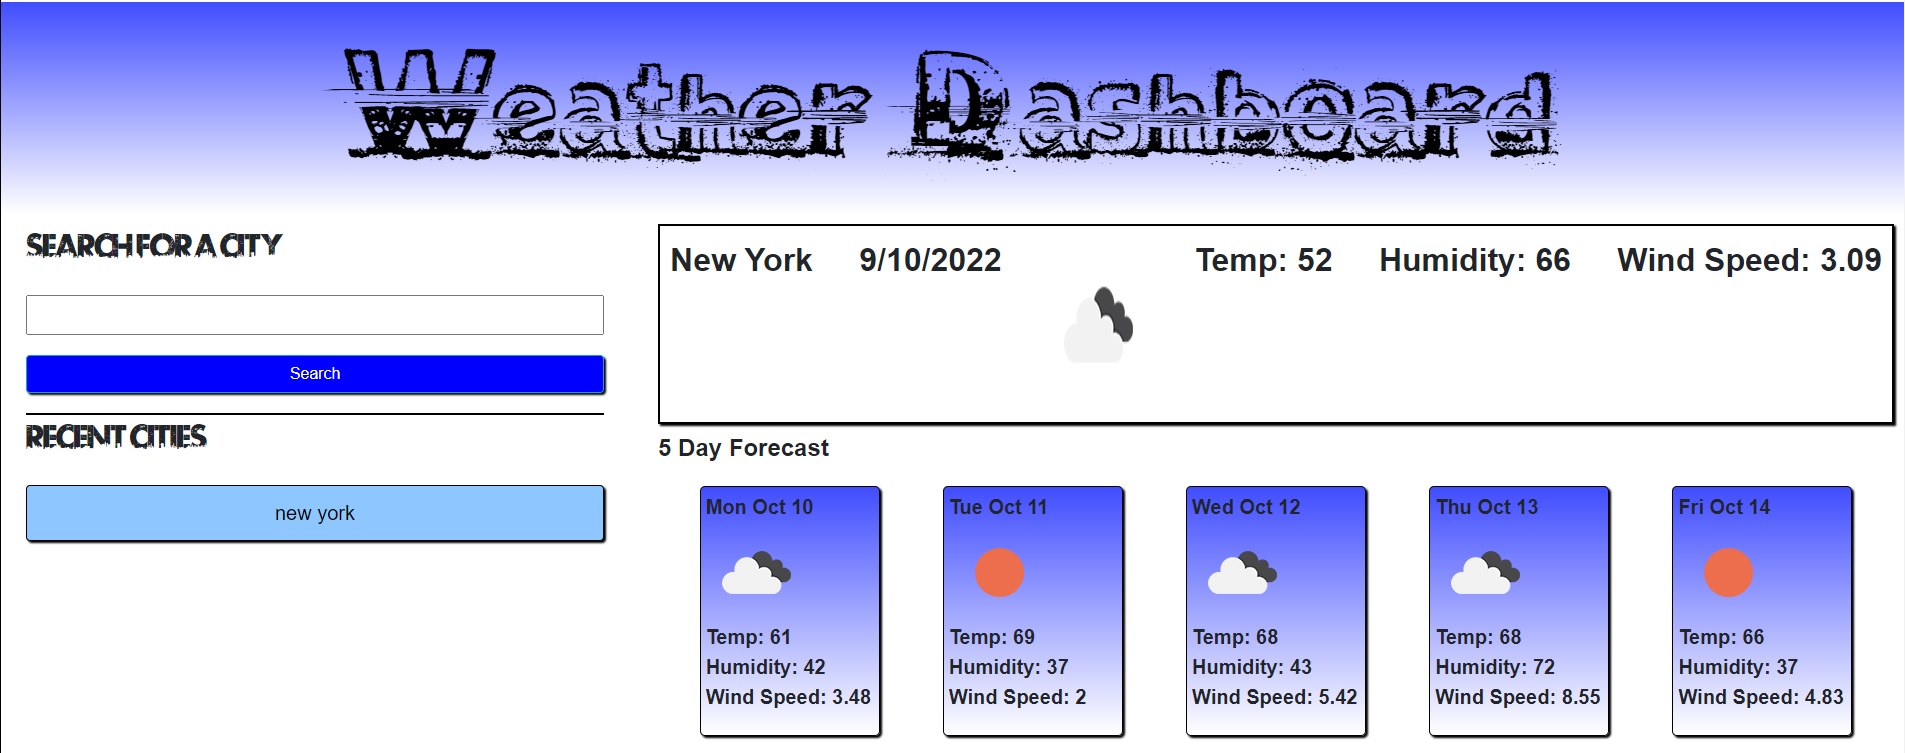 Weather Dashboard
SEARCH FOR A CITY
Search
RECENT CITIES
new york
New York 9/10/2022 Temp: 52 Humidity: 66 Wind Speed: 3.09
5 Day Forecast
Mon Oct 10
Temp: 61
Humidity: 42
Wind Speed: 3.48
Tue Oct 11
Temp: 69
Humidity: 37
Wind Speed: 2
Wed Oct 12
Temp: 68
Humidity: 43
Wind Speed: 5.42
Thu Oct 13
Temp: 68
Humidity: 72
Wind Speed: 8.55
Fri Oct 14
Temp: 66
Humidity: 37
Wind Speed: 4.83